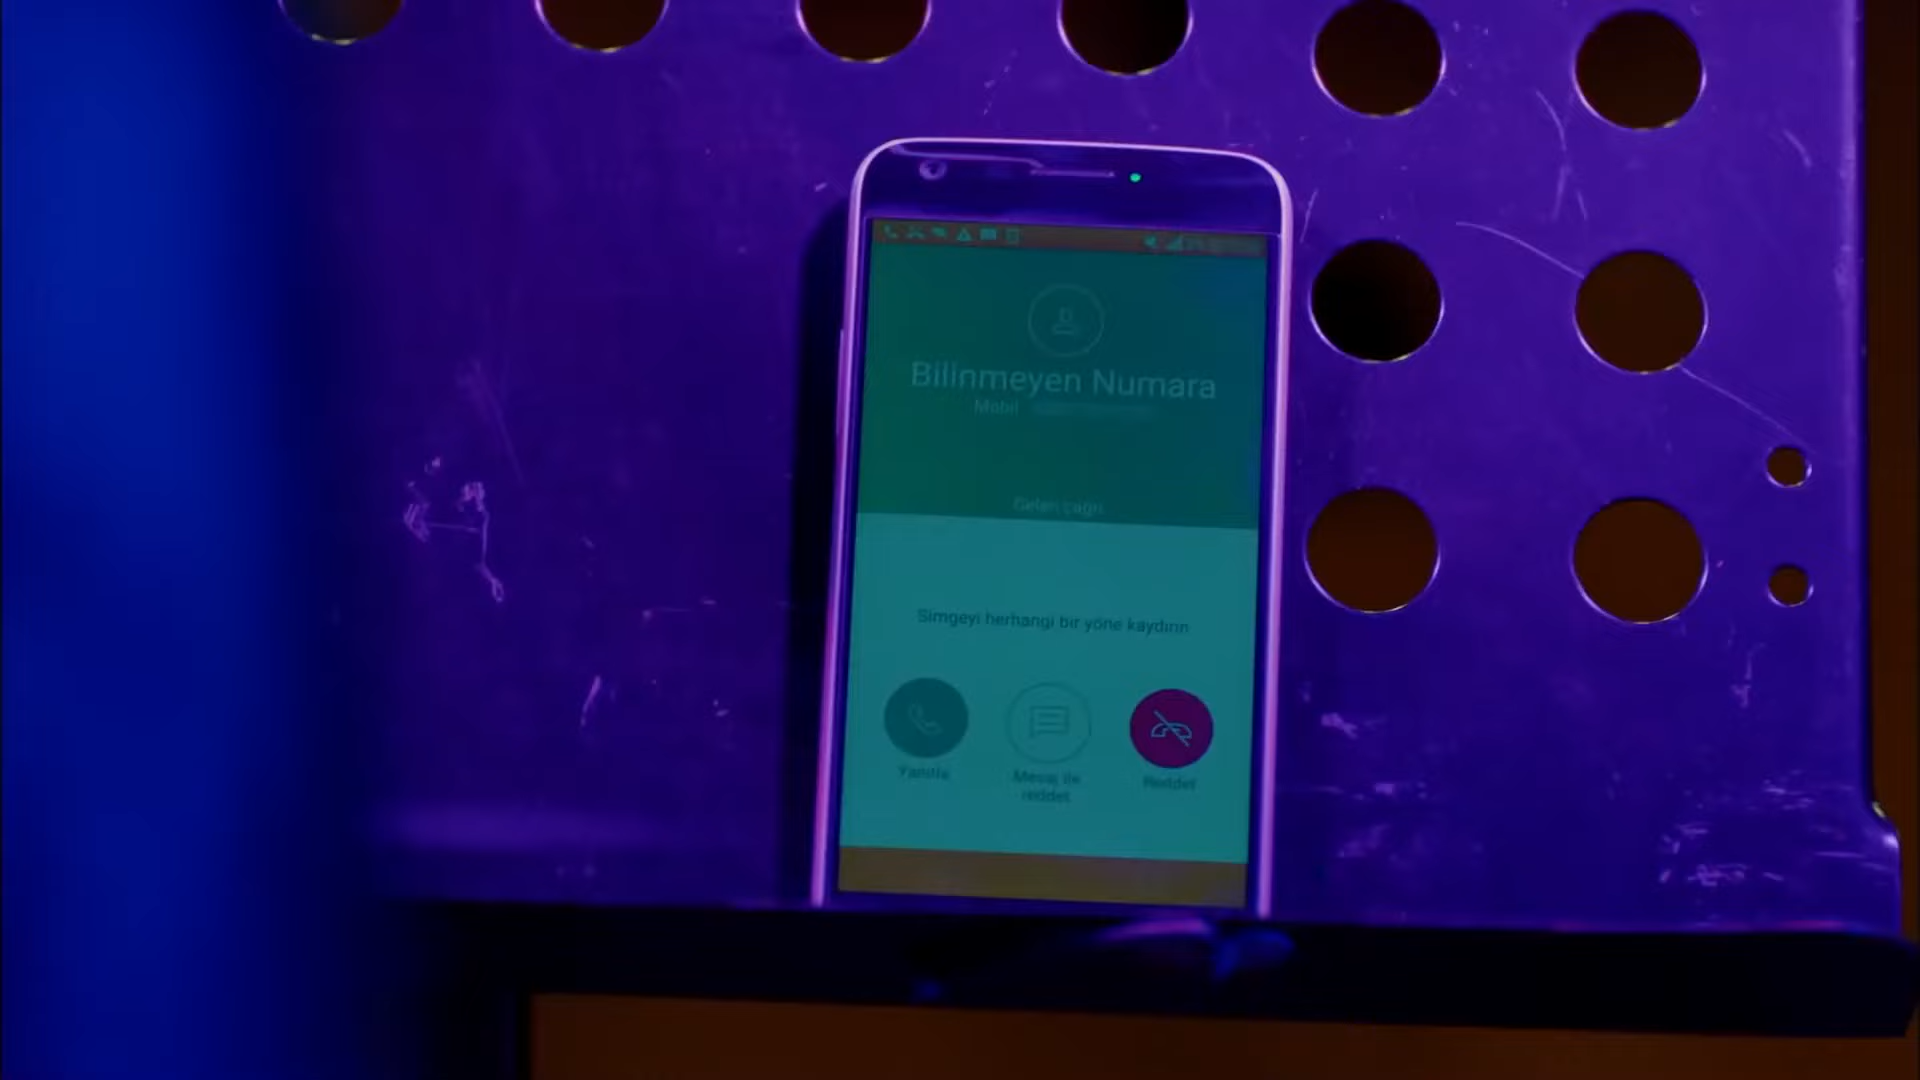 Bilinmeyen Numara
Mobil
Gelen çağrı
Simgeyi herhangi bir yöne kaydırın
Yanıtla
Mesaj ile
reddet
Reddet